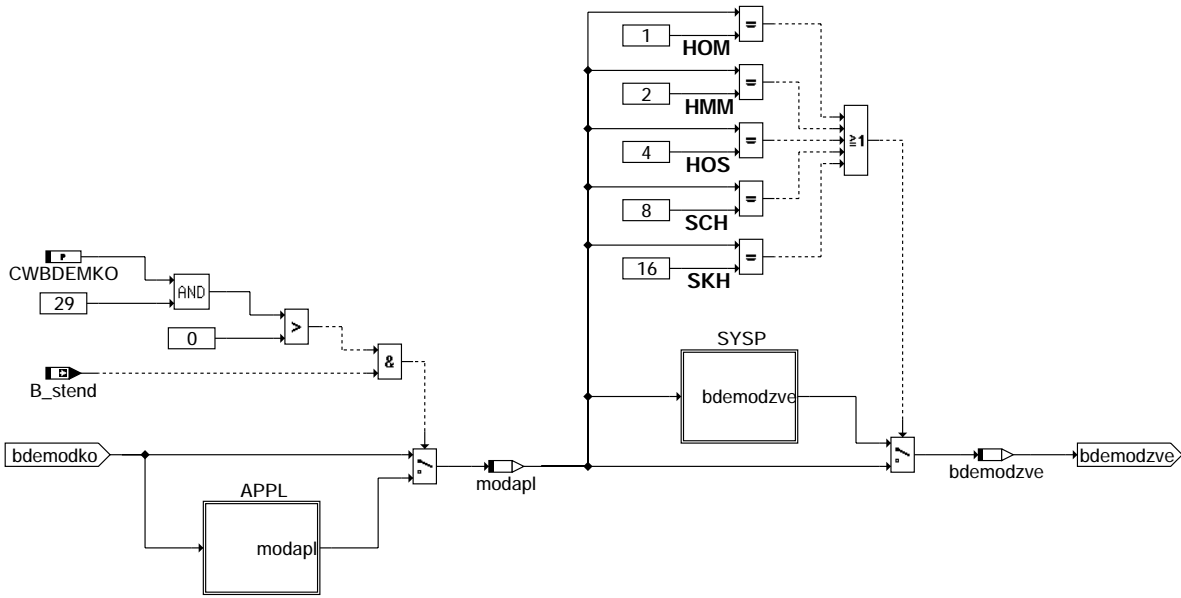 1
=
HOM
2
=
HMM
4
=
HOS
≧1
8
=
SCH
16
=
SKH
P
CWBDEMKO
29
AND
0
>
&
B_stend
SYSP
bdemodzve
bdemodko
APPL
modapl
modapl
bdemodzve
bdemodzve